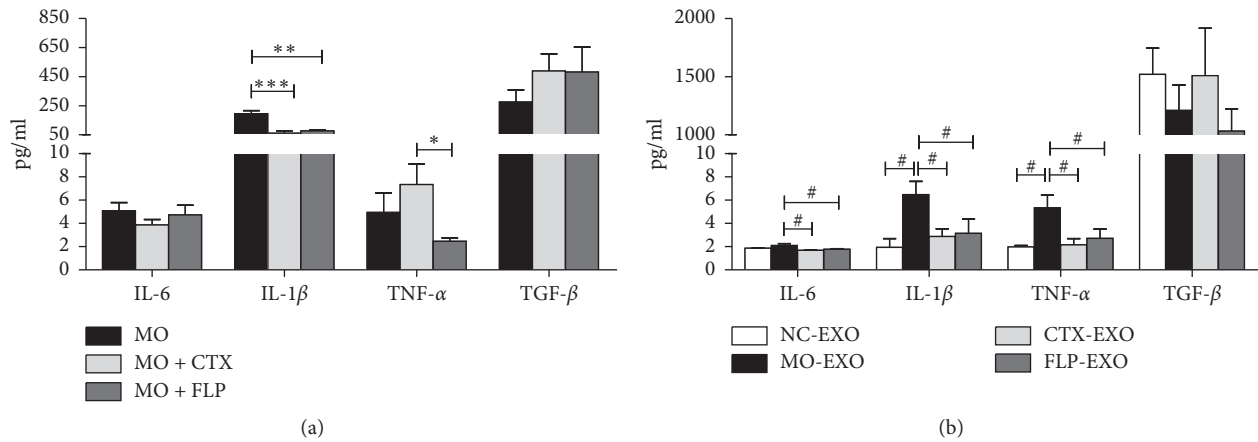 850
650
450
250
50
10
8
6
4
2
0
pg/ml
**
***
*
IL-6
IL-1β
TNF-α
TGF-β
MO
MO + CTX
MO + FLP
(a)
2000
1500
1000
10
8
6
4
2
0
pg/ml
#
#
#
#
#
#
#
#
IL-6
IL-1β
TNF-α
TGF-β
NC-EXO
MO-EXO
CTX-EXO
FLP-EXO
(b)